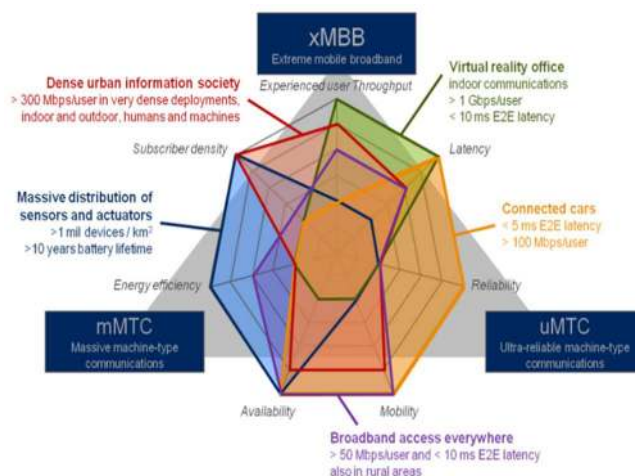 xMBB
Extreme mobile broadband
Experienced user Throughput
Dense urban information society
> 300 Mbps/user in very dense deployments,
indoor and outdoor, humans and machines
Virtual reality office
indoor communications
> 1 Gbps/user
< 10 ms E2E latency
Subscriber density
Latency
Massive distribution of
sensors and actuators
>1 mil devices / km²
>10 years battery lifetime
Connected cars
< 5 ms E2E latency
> 100 Mbps/user
Energy efficiency
Reliability
mMTC
Massive machine-type
communications
uMTC
Ultra-reliable machine-type
communications
Availability
Mobility
Broadband access everywhere
> 50 Mbps/user and < 10 ms E2E latency
also in rural areas